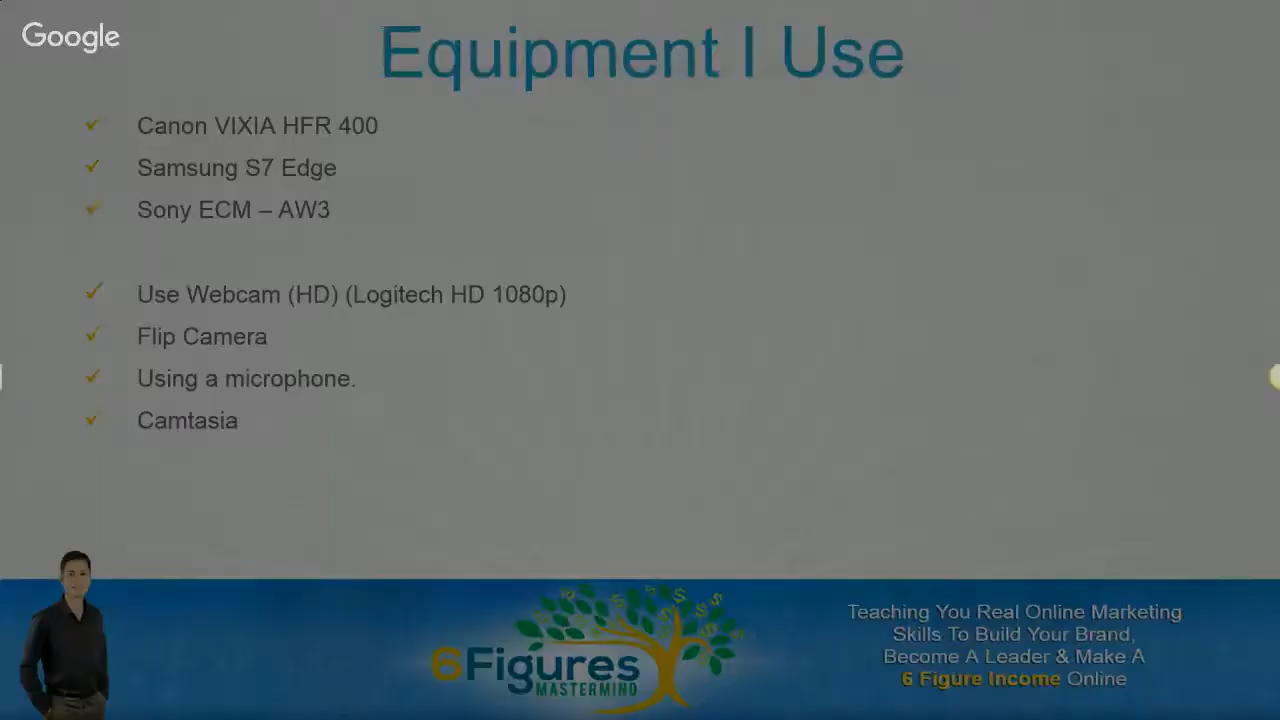 Google
Equipment I Use
Canon VIXIA HFR 400
Samsung S7 Edge
Sony ECM – AW3
Use Webcam (HD) (Logitech HD 1080p)
Flip Camera
Using a microphone.
Camtasia
6Figures
MASTERMIND
Teaching You Real Online Marketing
Skills To Build Your Brand,
Become A Leader & Make A
6 Figure Income Online